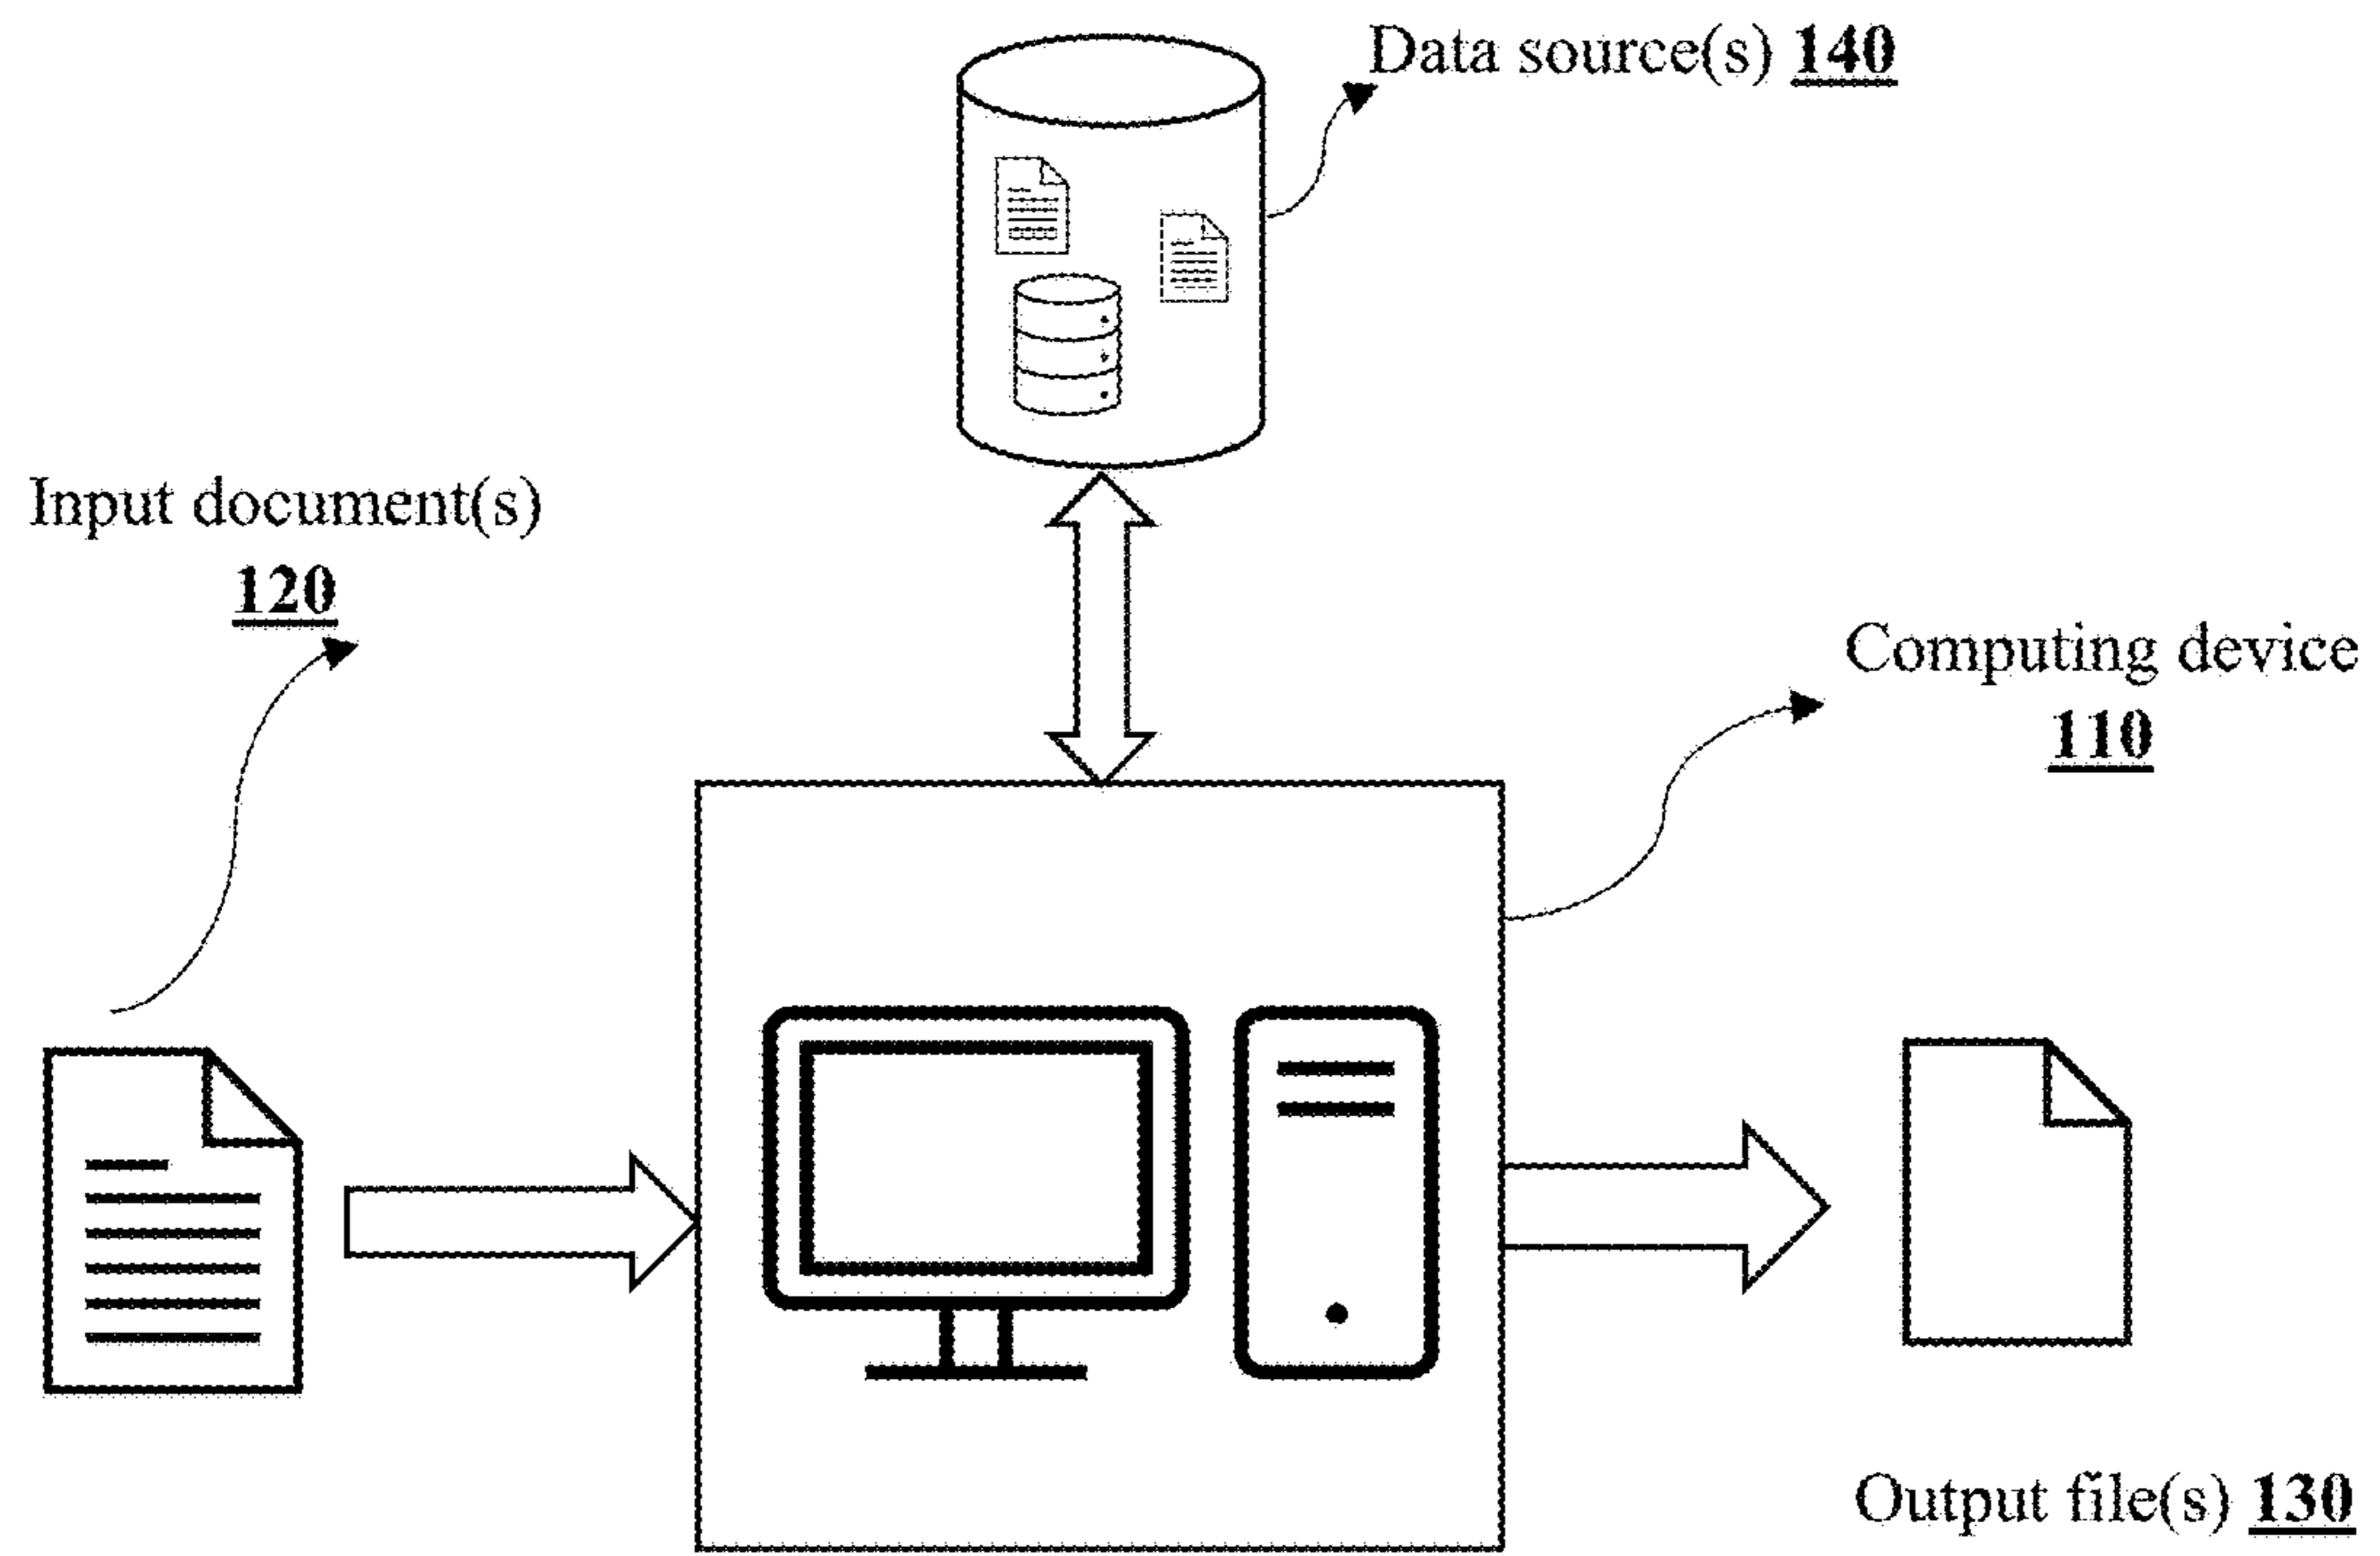 Data source(s) 140
Input document(s)
120
Computing device
110
Output file(s) 130